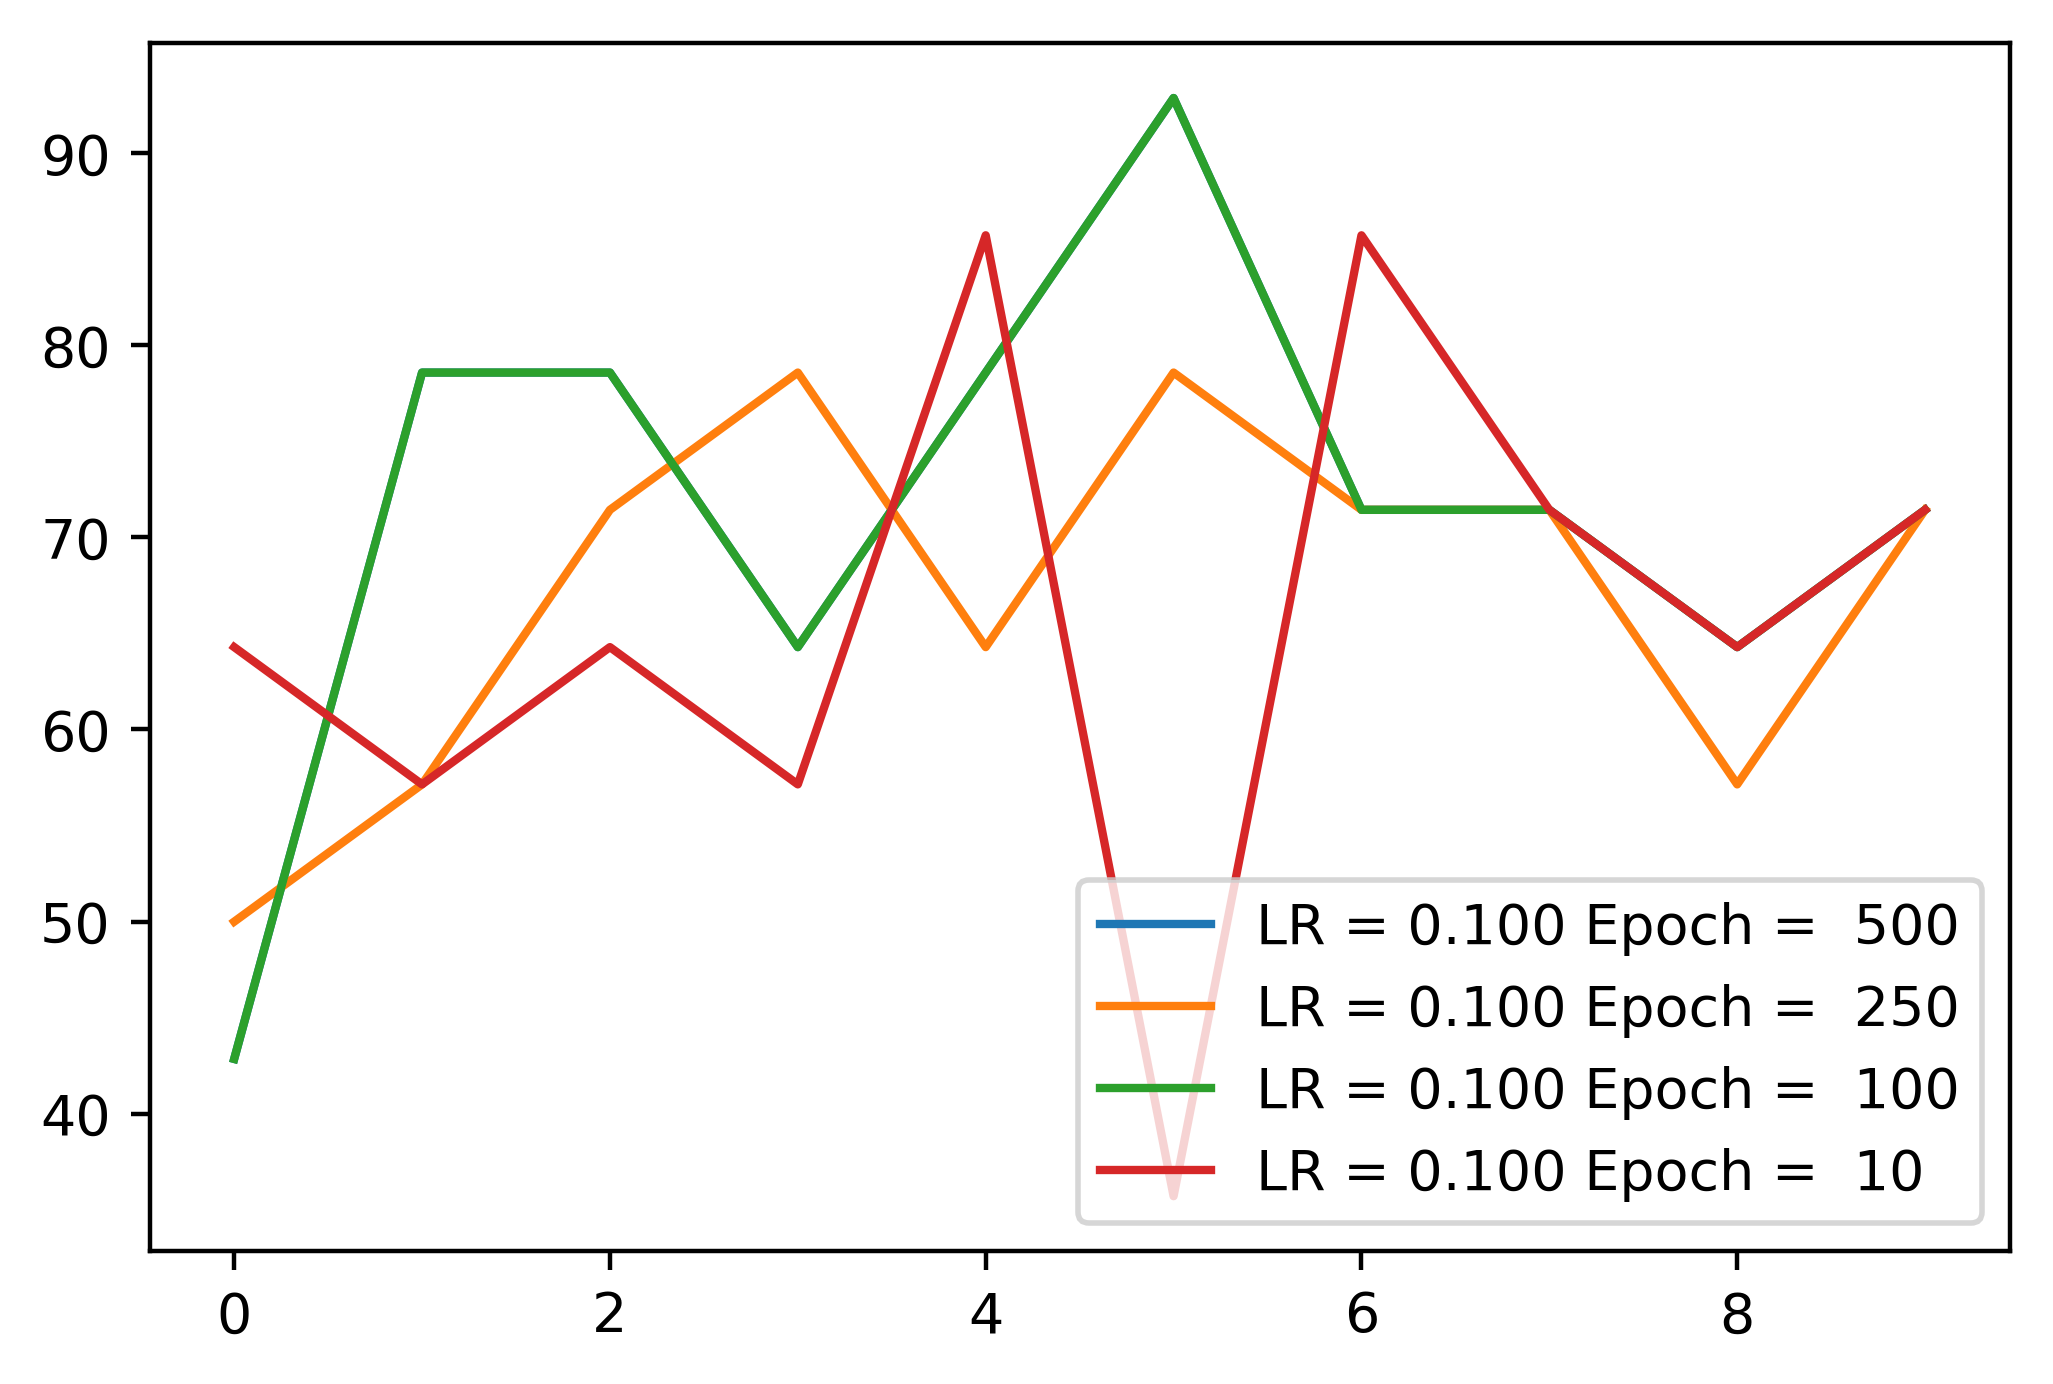 90
80
70
60
50
40
LR = 0.100 Epoch =  500
LR = 0.100 Epoch =  250
LR = 0.100 Epoch =  100
LR = 0.100 Epoch =  10
0 2 4 6 8